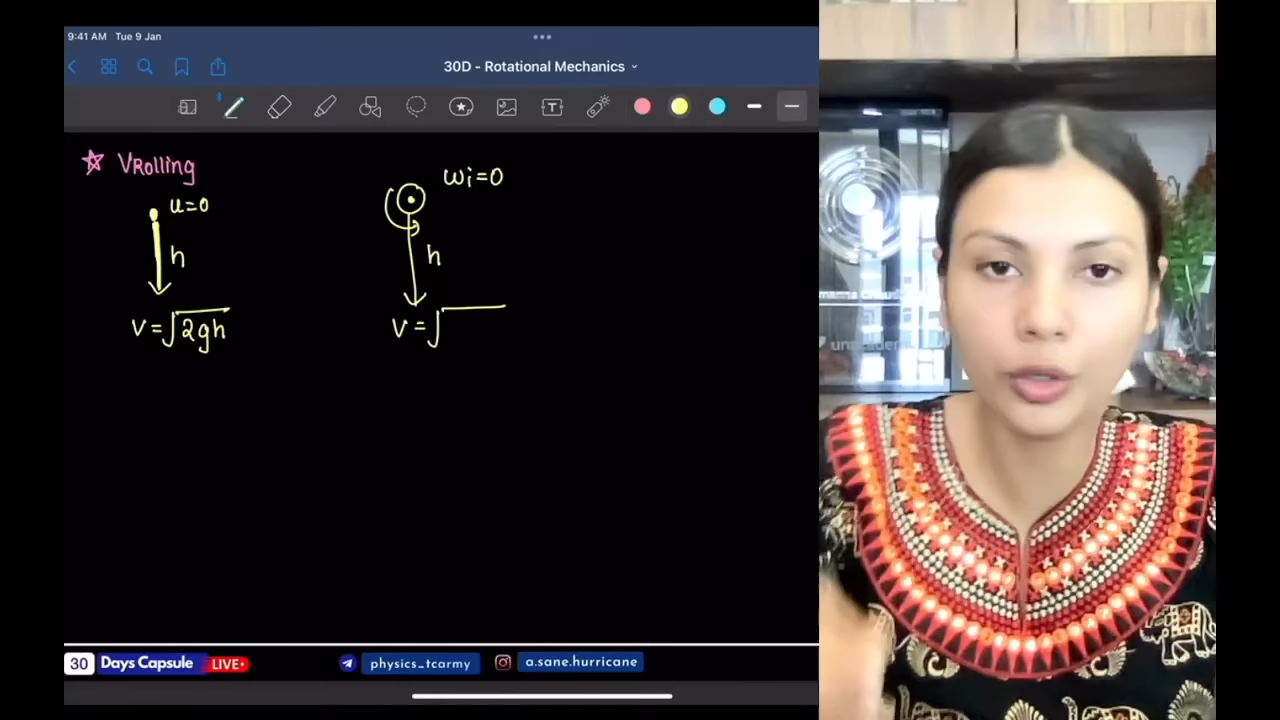 9:41 AM Tue 9 Jan
30D - Rotational Mechanics
VRolling
u=0
h
v=√2gh
wi=0
h
v=√
30 Days Capsule LIVE
physics_tcarmy
a.sane.hurricane